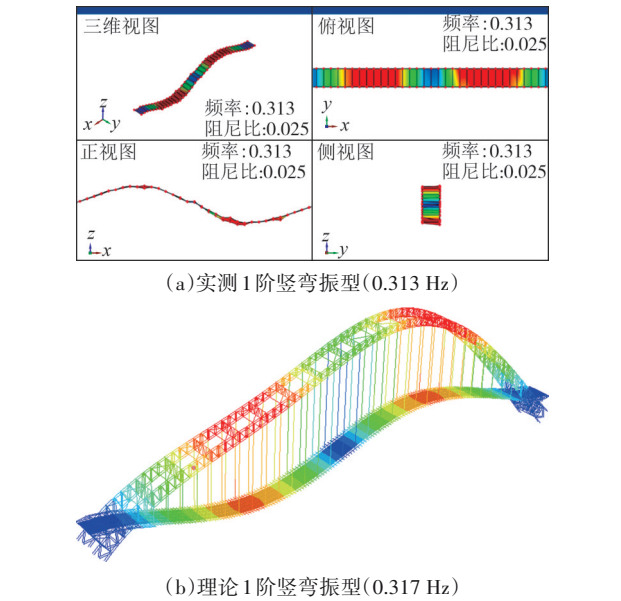 三维视图
频率:0.313
阻尼比:0.025
z
x
y
俯视图
频率:0.313
阻尼比:0.025
y
x
正视图
频率:0.313
阻尼比:0.025
z
x
侧视图
频率:0.313
阻尼比:0.025
z
y
(a)实测1阶竖弯振型(0.313 Hz)
(b)理论1阶竖弯振型(0.317 Hz)